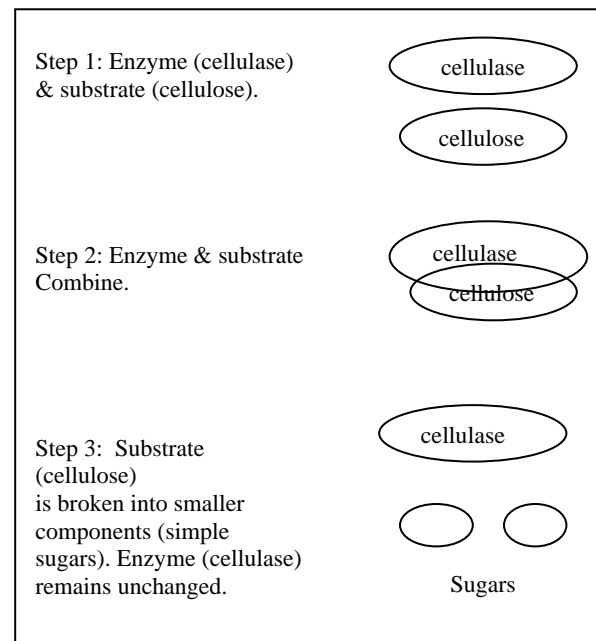 Step 1: Enzyme (cellulase)
& substrate (cellulose).
cellulase
cellulose
Step 2: Enzyme & substrate
Combine.
cellulase
cellulose
Step 3:  Substrate
(cellulose)
is broken into smaller
components (simple
sugars). Enzyme (cellulase)
remains unchanged.
cellulase
Sugars